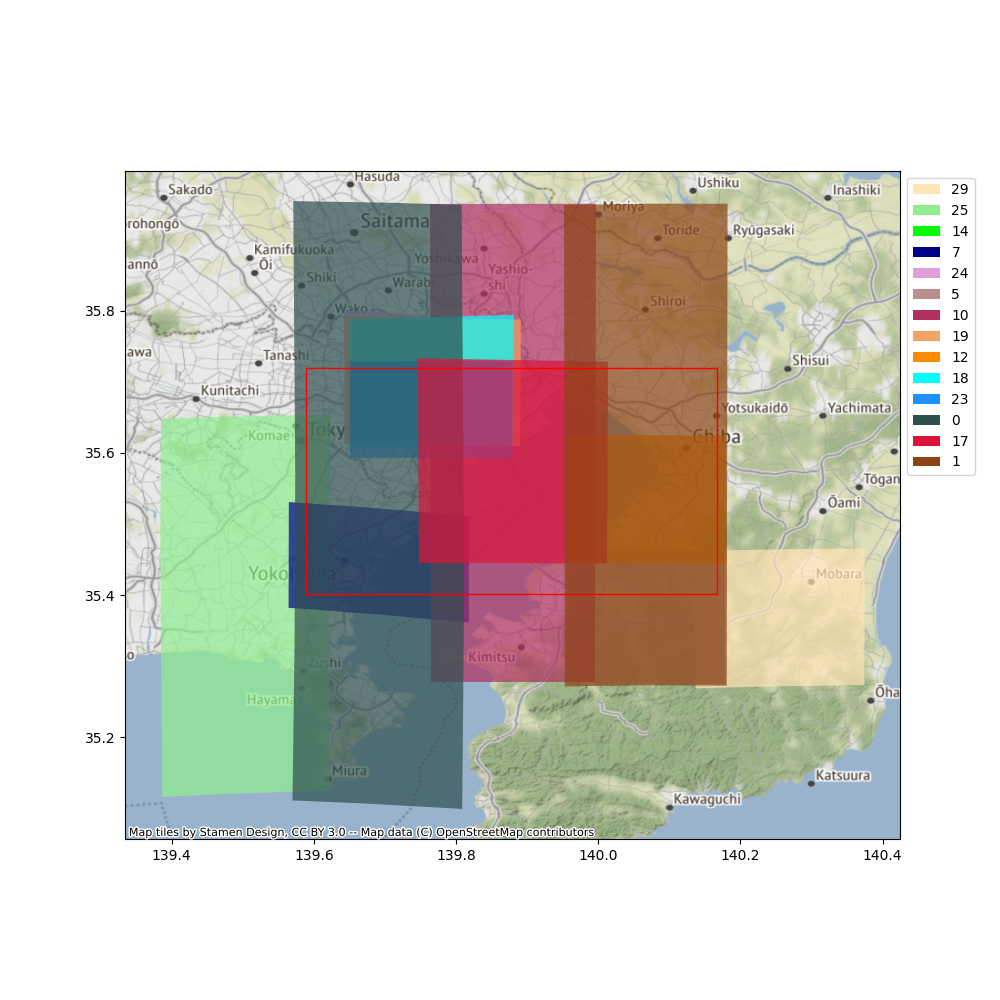 Hasuda
Sakado
Ushiku
Inashiki
rohongō
Saitama
Moriya
Toride
Ryūgasaki
Kamifukuoka
annō
Ōi
Yoshikawa
Yashio-
shi
Shiki
Warab
Shiroi
35.8
Wako
awa
Tanashi
Shisui
Kunitachi
Yotsukaidō
Yachimata
Komae
Toky
Chiba
35.6
Tōgan
Ōami
Yokohama
Mobara
35.4
o
Zushi
Kimitsu
Hayama
Ōha
35.2
Miura
Katsuura
Kawaguchi
Map tiles by Stamen Design, CC BY 3.0 -- Map data (C) OpenStreetMap contributors
139.4 139.6 139.8 140.0 140.2 140.4
29
25
14
7
24
5
10
19
12
18
23
0
17
1